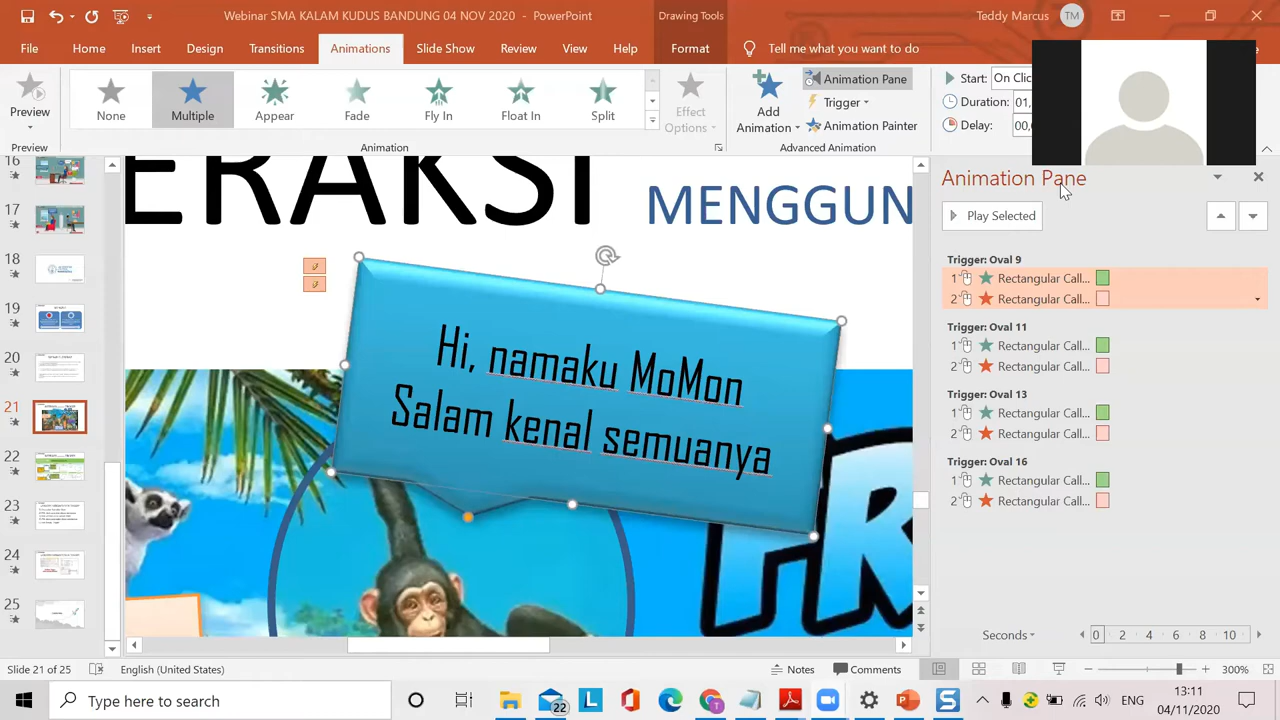 Webinar SMA KALAM KUDUS BANDUNG 04 NOV 2020 - PowerPoint
Drawing Tools
Teddy Marcus
TM
File
Home
Insert
Design
Transitions
Animations
Slide Show
Review
View
Help
Format
Tell me what you want to do
Preview
None
Multiple
Appear
Fade
Fly In
Float In
Split
Effect
Options
Add
Animation
Animation Pane
Trigger
Animation Painter
Start: On Clic
Duration: 01,
Delay: 00,
Preview
Animation
Advanced Animation
16
17
18
19
20
21
22
23
24
25
ERAKSI
MENGGUN
Hi, namaku MoMon
Salam kenal semuanya
Animation Pane
Play Selected
Trigger: Oval 9
1 Rectangular Call...
2 Rectangular Call...
Trigger: Oval 11
1 Rectangular Call...
2 Rectangular Call...
Trigger: Oval 13
1 Rectangular Call...
2 Rectangular Call...
Trigger: Oval 16
1 Rectangular Call...
2 Rectangular Call...
Seconds
0 2 4 6 8 10
Slide 21 of 25
English (United States)
Notes
Comments
300%
Type here to search
22
ENG
13:11
04/11/2020